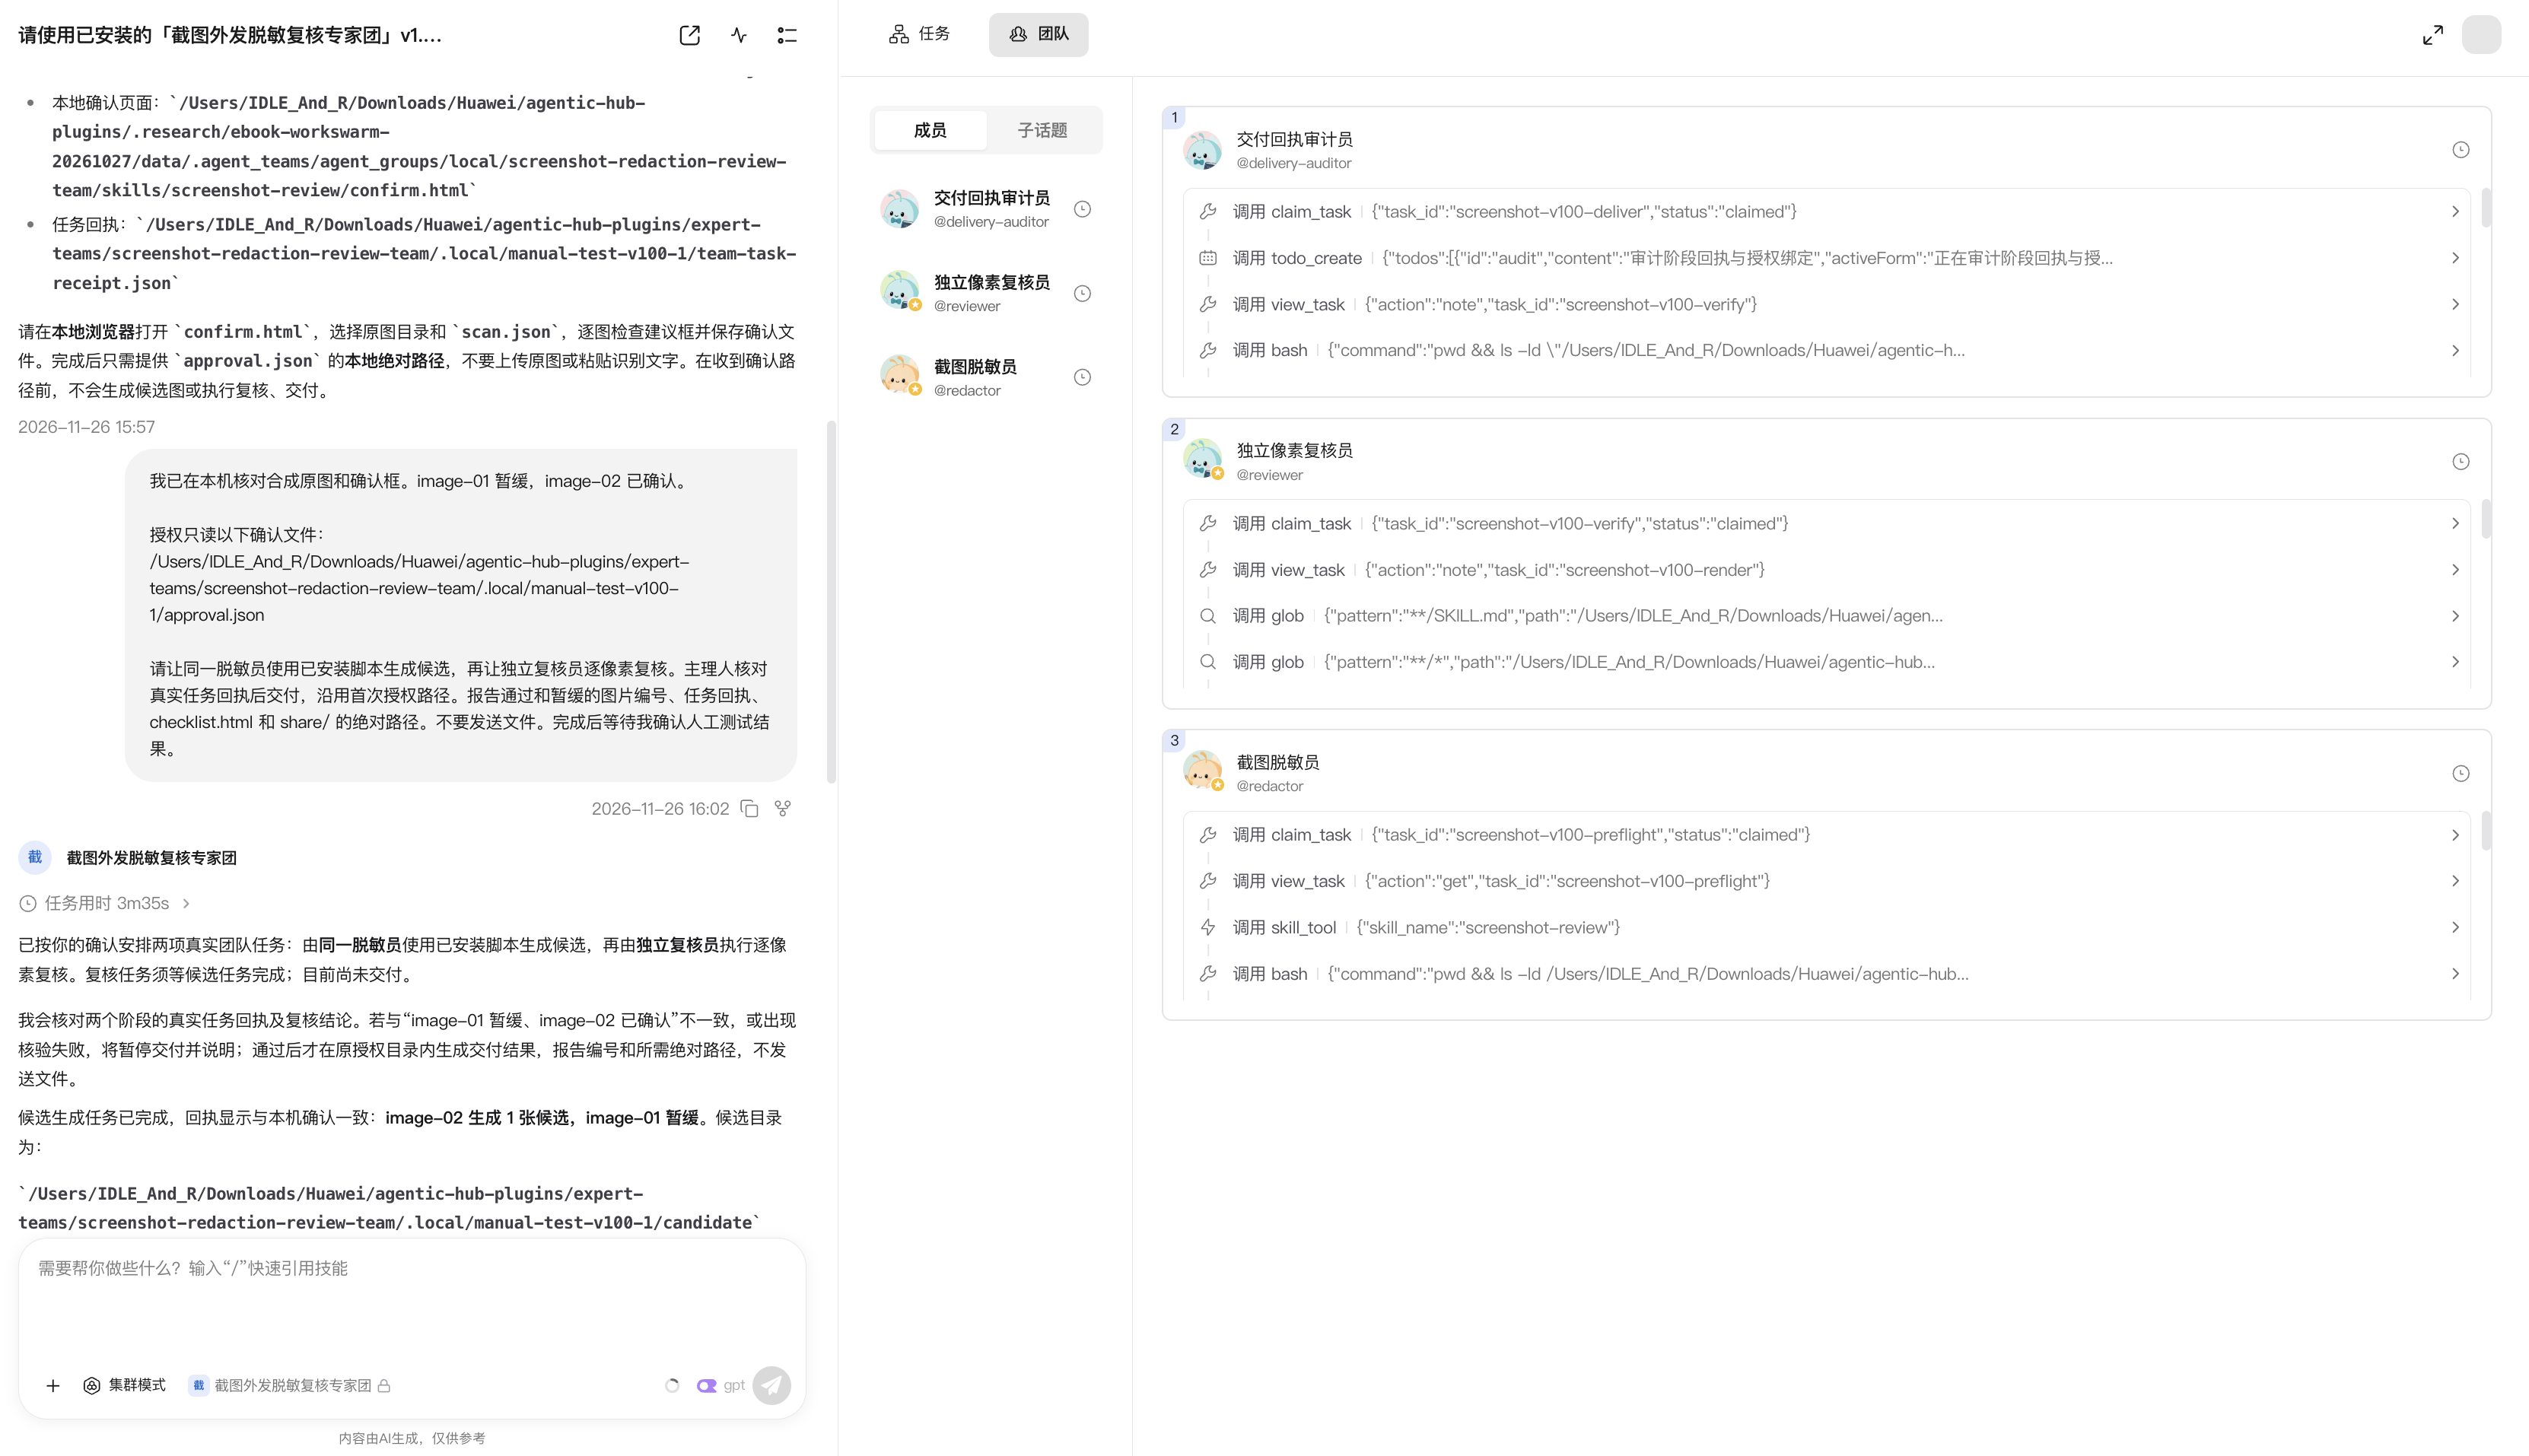 请使用已安装的「截图外发脱敏复核专家团」v1....
本地确认页面：`/Users/IDLE_And_R/Downloads/Huawei/agentic-hub-
plugins/.research/ebook-workswarm-
20261027/data/.agent_teams/agent_groups/local/screenshot-redaction-review-
team/skills/screenshot-review/confirm.html`
任务回执：`/Users/IDLE_And_R/Downloads/Huawei/agentic-hub-plugins/expert-
teams/screenshot-redaction-review-team/.local/manual-test-v100-1/team-task-
receipt.json`
请在本地浏览器打开 `confirm.html`，选择原图目录和 `scan.json`，逐图检查建议框并保存确认文
件。完成后只需提供 `approval.json` 的本地绝对路径，不要上传原图或粘贴识别文字。在收到确认路
径前，不会生成候选图或执行复核、交付。
2026-11-26 15:57
我已在本机核对合成原图和确认框。image-01 暂缓，image-02 已确认。
授权只读以下确认文件：
/Users/IDLE_And_R/Downloads/Huawei/agentic-hub-plugins/expert-
teams/screenshot-redaction-review-team/.local/manual-test-v100-
1/approval.json
请让同一脱敏员使用已安装脚本生成候选，再让独立复核员逐像素复核。主理人核对
真实任务回执后交付，沿用首次授权路径。报告通过和暂缓的图片编号、任务回执、
checklist.html 和 share/ 的绝对路径。不要发送文件。完成后等待我确认人工测试结
果。
2026-11-26 16:02
截 截图外发脱敏复核专家团
任务用时 3m35s
已按你的确认安排两项真实团队任务：由同一脱敏员使用已安装脚本生成候选，再由独立复核员执行逐像
素复核。复核任务须等候选任务完成；目前尚未交付。
我会核对两个阶段的真实任务回执及复核结论。若与“image-01 暂缓、image-02 已确认”不一致，或出现
核验失败，将暂停交付并说明；通过后才在原授权目录内生成交付结果，报告编号和所需绝对路径，不发
送文件。
候选生成任务已完成，回执显示与本机确认一致：image-02 生成 1 张候选，image-01 暂缓。候选目录
为：
`/Users/IDLE_And_R/Downloads/Huawei/agentic-hub-plugins/expert-
teams/screenshot-redaction-review-team/.local/manual-test-v100-1/candidate`
需要帮你做些什么？输入“/”快速引用技能
集群模式 截 截图外发脱敏复核专家团 gpt
内容由AI生成，仅供参考
任务 团队
成员 子话题
交付回执审计员
@delivery-auditor
独立像素复核员
@reviewer
截图脱敏员
@redactor
1
交付回执审计员
@delivery-auditor
调用 claim_task {"task_id":"screenshot-v100-deliver","status":"claimed"}
调用 todo_create {"todos":[{"id":"audit","content":"审计阶段回执与授权绑定","activeForm":"正在审计阶段回执与授...
调用 view_task {"action":"note","task_id":"screenshot-v100-verify"}
调用 bash {"command":"pwd && ls -ld \"/Users/IDLE_And_R/Downloads/Huawei/agentic-h...
2
独立像素复核员
@reviewer
调用 claim_task {"task_id":"screenshot-v100-verify","status":"claimed"}
调用 view_task {"action":"note","task_id":"screenshot-v100-render"}
调用 glob {"pattern":"**/SKILL.md","path":"/Users/IDLE_And_R/Downloads/Huawei/agen...
调用 glob {"pattern":"**/*","path":"/Users/IDLE_And_R/Downloads/Huawei/agentic-hub...
3
截图脱敏员
@redactor
调用 claim_task {"task_id":"screenshot-v100-preflight","status":"claimed"}
调用 view_task {"action":"get","task_id":"screenshot-v100-preflight"}
调用 skill_tool {"skill_name":"screenshot-review"}
调用 bash {"command":"pwd && ls -ld /Users/IDLE_And_R/Downloads/Huawei/agentic-hub...